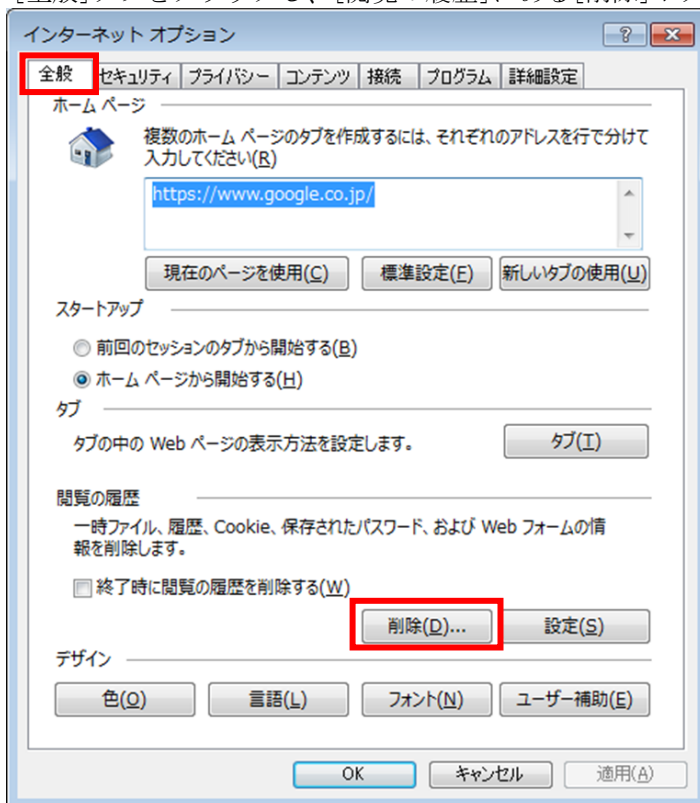 インターネット オプション
全般 セキュリティ プライバシー コンテンツ 接続 プログラム 詳細設定
ホーム ページ
複数のホーム ページのタブを作成するには、それぞれのアドレスを行で分けて
入力してください(R)
https://www.google.co.jp/
現在のページを使用(C) 標準設定(F) 新しいタブの使用(U)
スタートアップ
前回のセッションのタブから開始する(B)
ホーム ページから開始する(H)
タブ
タブの中の Web ページの表示方法を設定します。 タブ(T)
閲覧の履歴
一時ファイル、履歴、Cookie、保存されたパスワード、および Web フォームの情
報を削除します。
終了時に閲覧の履歴を削除する(W)
削除(D)... 設定(S)
デザイン
色(O) 言語(L) フォント(N) ユーザー補助(E)
OK キャンセル 適用(A)